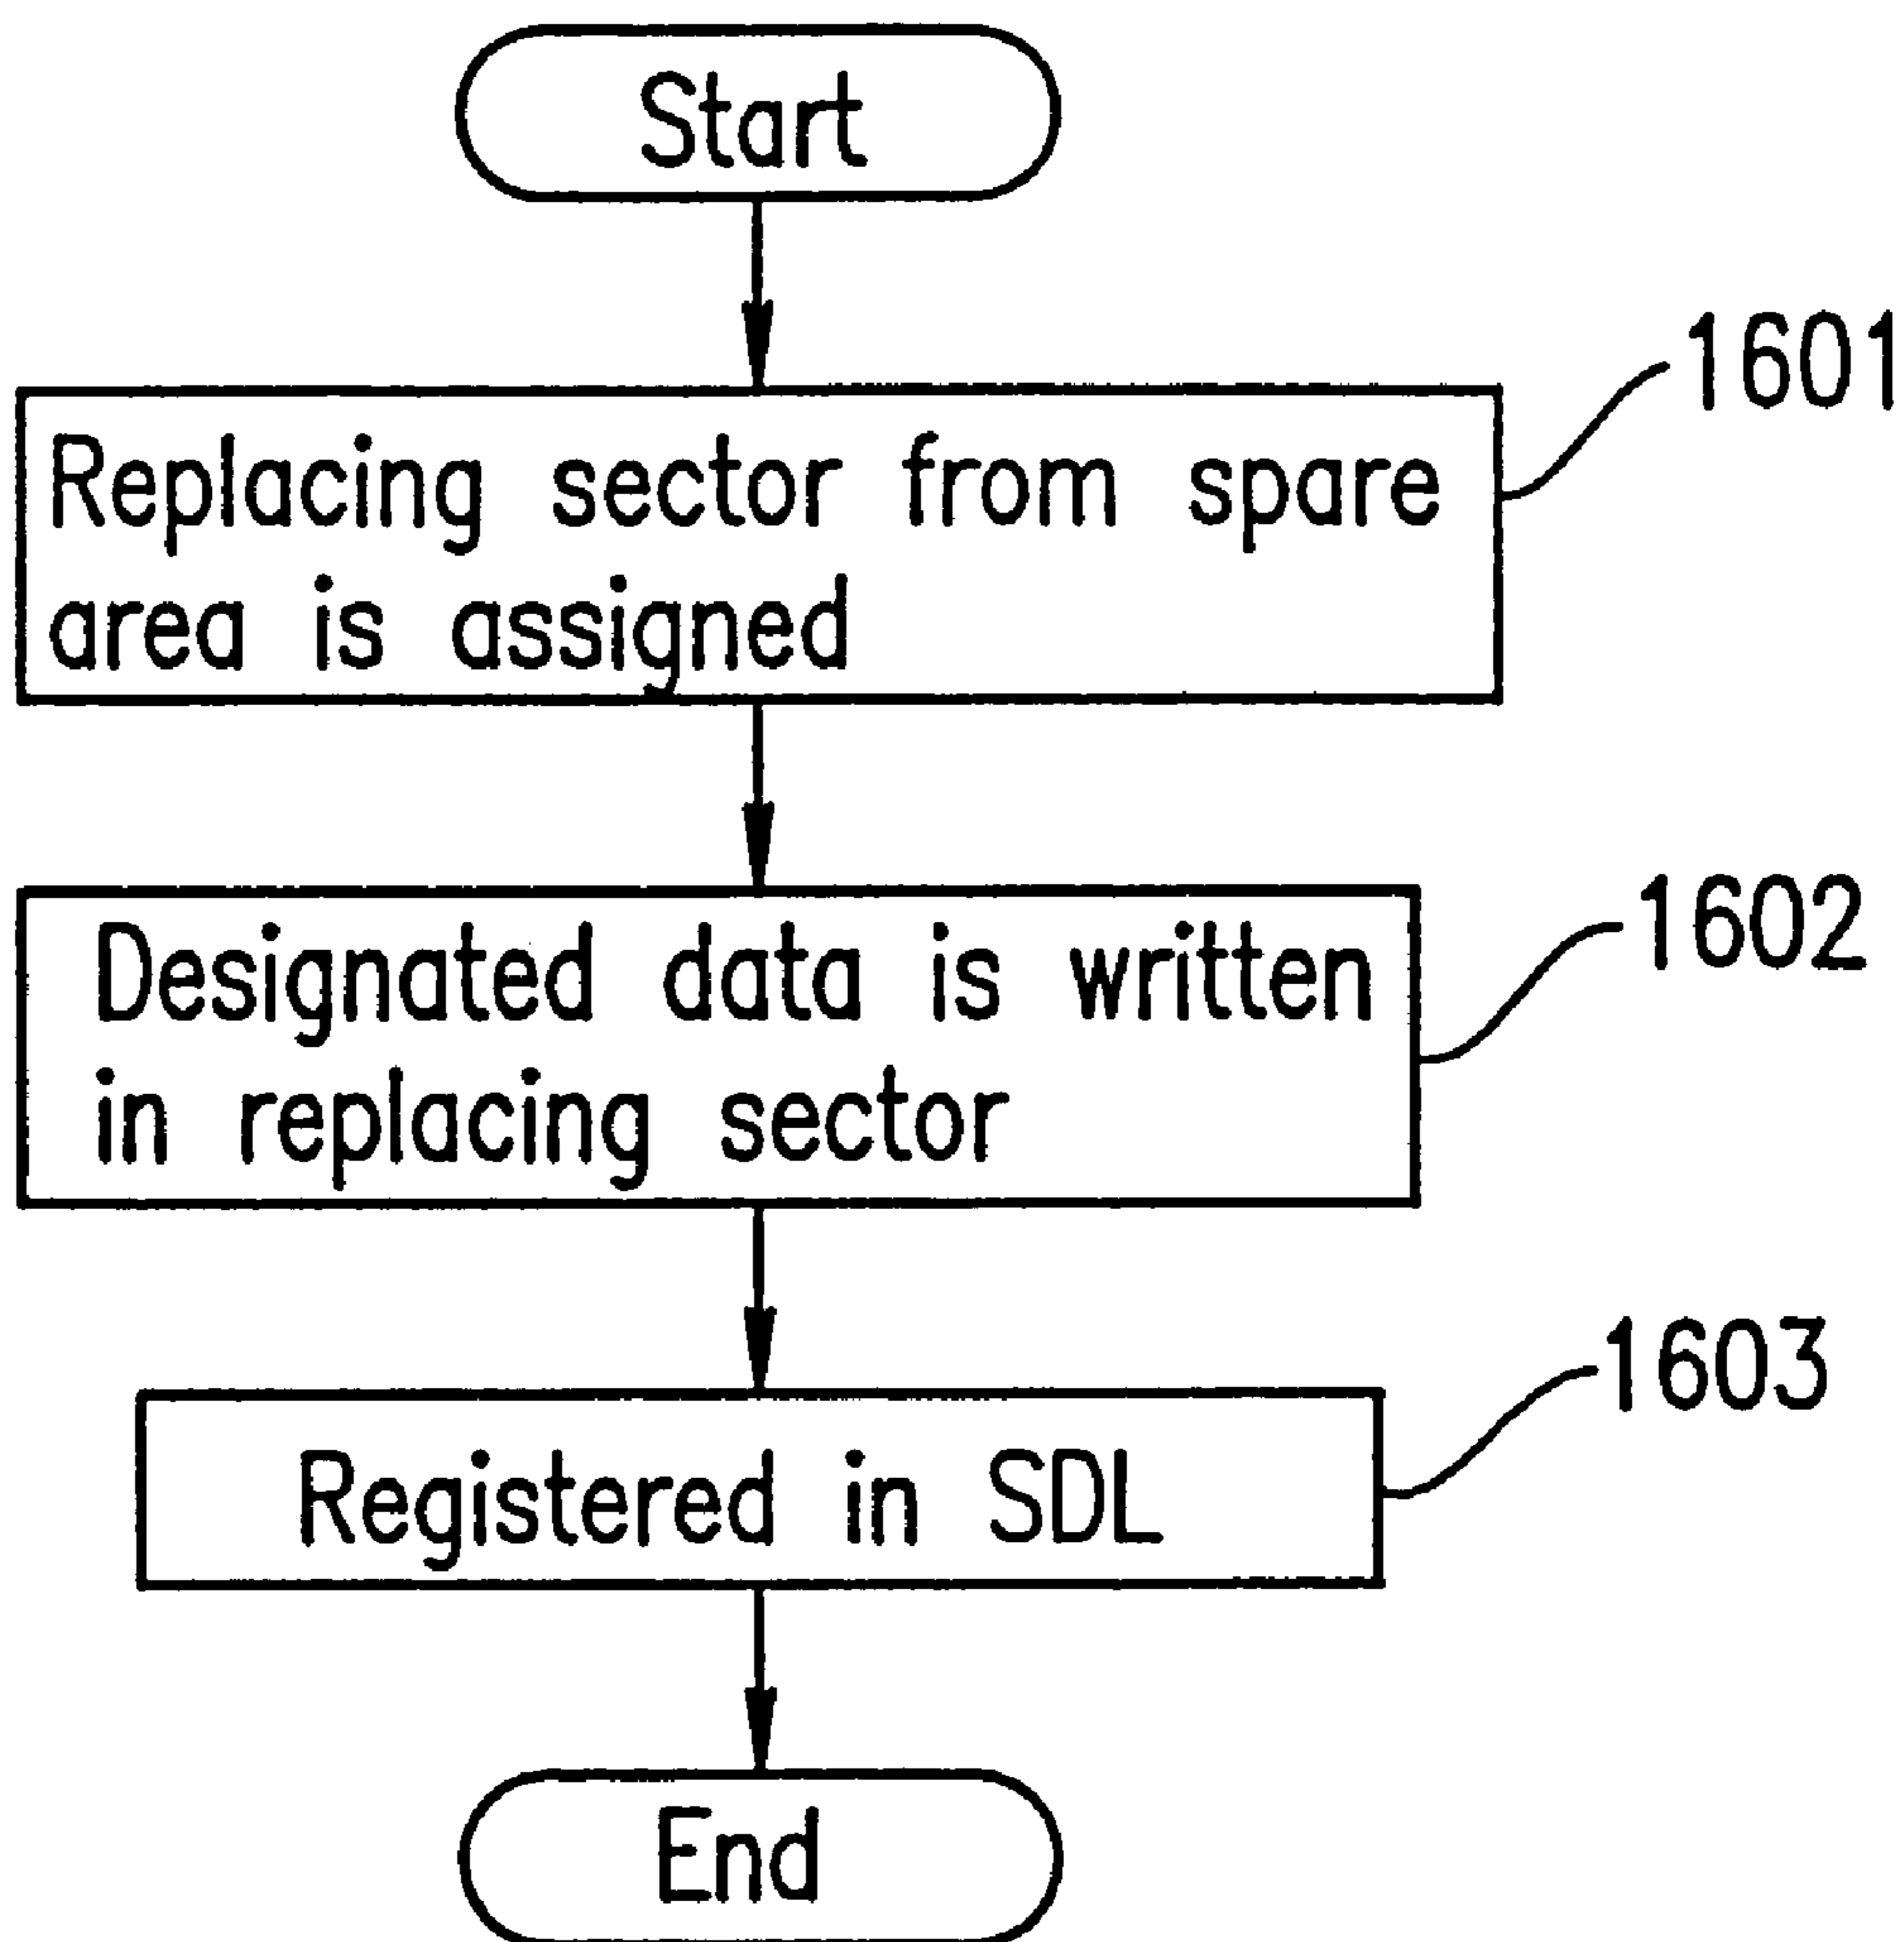 Start
1601
Replacing sector from spare
area is assigned
1602
Designated data is written
in replacing sector
1603
Registered in SDL
End